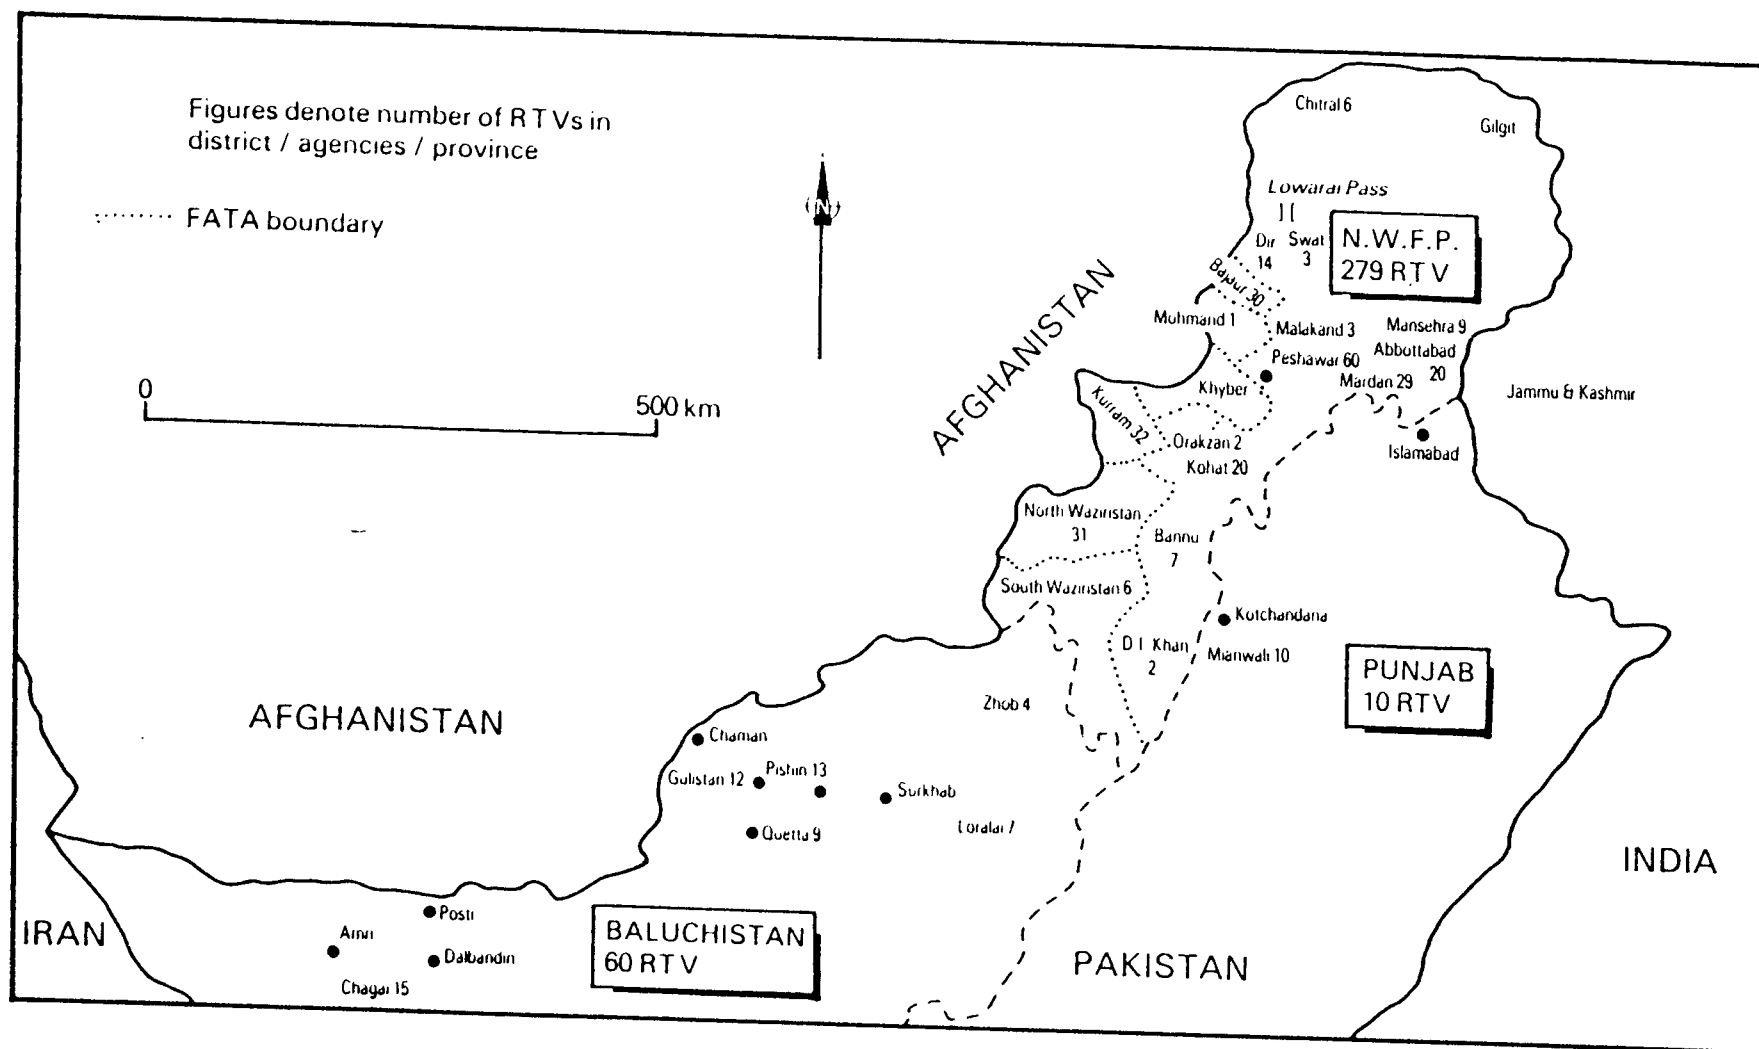 Figures denote number of RTVs in
district / agencies / province
FATA boundary
N
0
500 km
Chitral 6
Gilgit
Lowarai Pass
Dir
14
Swat
3
N.W.F.P.
279 RTV
Bajaur 30
Mohmand 1
Malakand 3
Mansehra 9
Abbottabad
20
Peshawar 60
Mardan 29
Khyber
Jammu & Kashmir
Kurram 32
Orakzan 2
Kohat 20
Islamabad
AFGHANISTAN
North Waziristan
31
Bannu
7
South Waziristan 6
Kotchandana
D I Khan
2
Mianwali 10
PUNJAB
10 RTV
Zhob 4
AFGHANISTAN
Chaman
Gulistan 12
Pishin 13
Surkhab
Quetta 9
Loralai 7
INDIA
IRAN
Posti
Amri
Dalbandin
Chagai 15
BALUCHISTAN
60 RTV
PAKISTAN